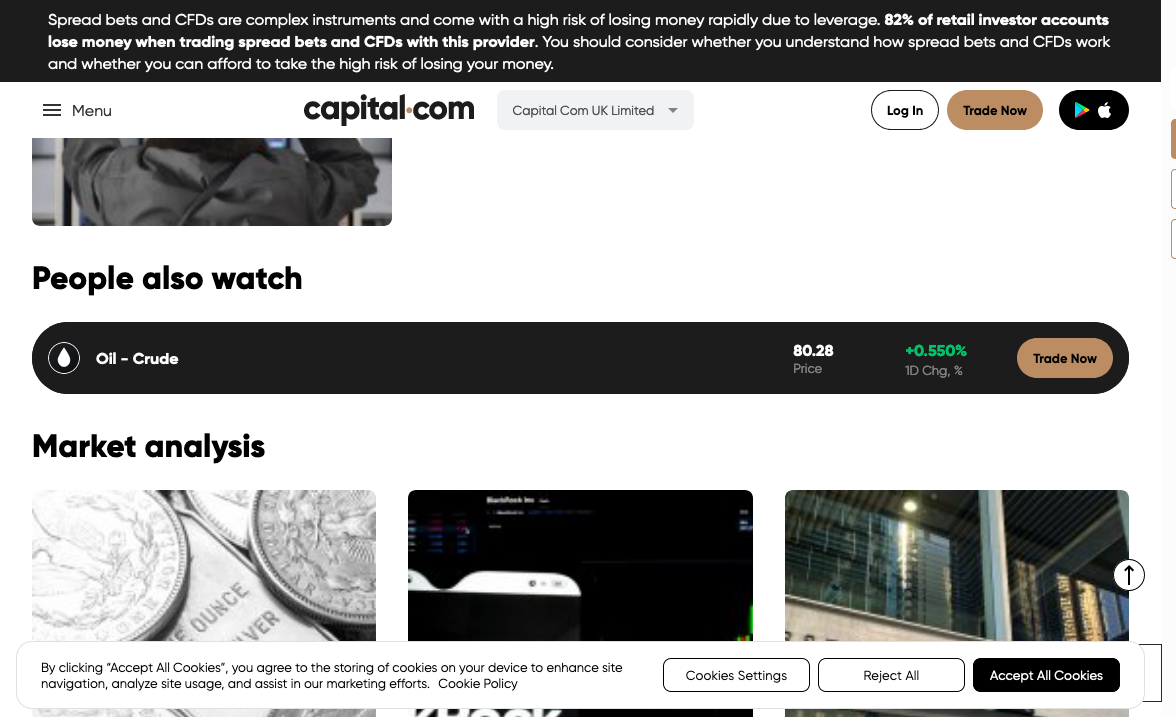 Spread bets and CFDs are complex instruments and come with a high risk of losing money rapidly due to leverage. 82% of retail investor accounts
lose money when trading spread bets and CFDs with this provider. You should consider whether you understand how spread bets and CFDs work
and whether you can afford to take the high risk of losing your money.
Menu
capital.com
Capital Com UK Limited
Log In
Trade Now
People also watch
Oil - Crude
80.28
Price
+0.550%
1D Chg, %
Trade Now
Market analysis
OUNCE
BlackRock Inc
By clicking “Accept All Cookies”, you agree to the storing of cookies on your device to enhance site
navigation, analyze site usage, and assist in our marketing efforts. Cookie Policy
Cookies Settings
Reject All
Accept All Cookies